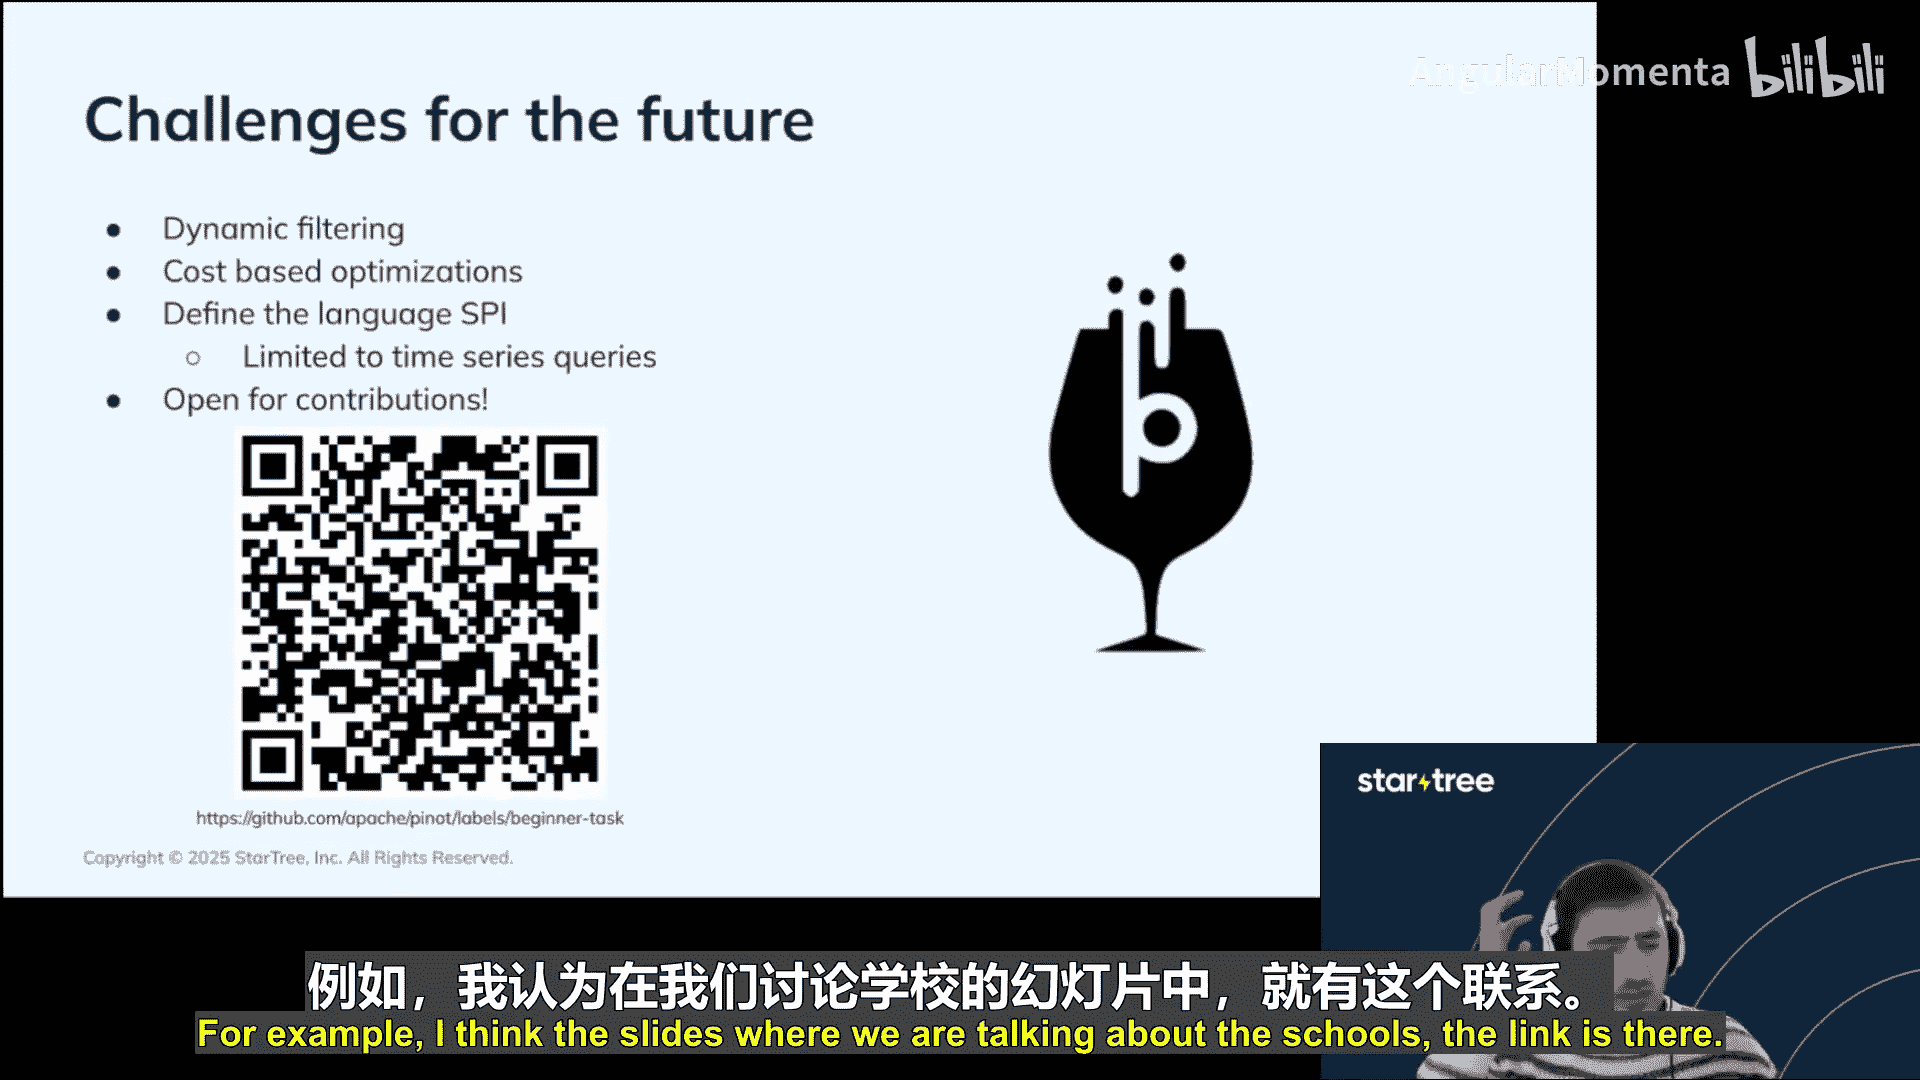 AngularMomenta bilibili
Challenges for the future
● Dynamic filtering
● Cost based optimizations
● Define the language SPI
○ Limited to time series queries
● Open for contributions!
https://github.com/apache/pinot/labels/beginner-task
Copyright © 2025 StarTree, Inc. All Rights Reserved.
startree
例如，我认为在我们讨论学校的幻灯片中，就有这个联系。
For example, I think the slides where we are talking about the schools, the link is there.